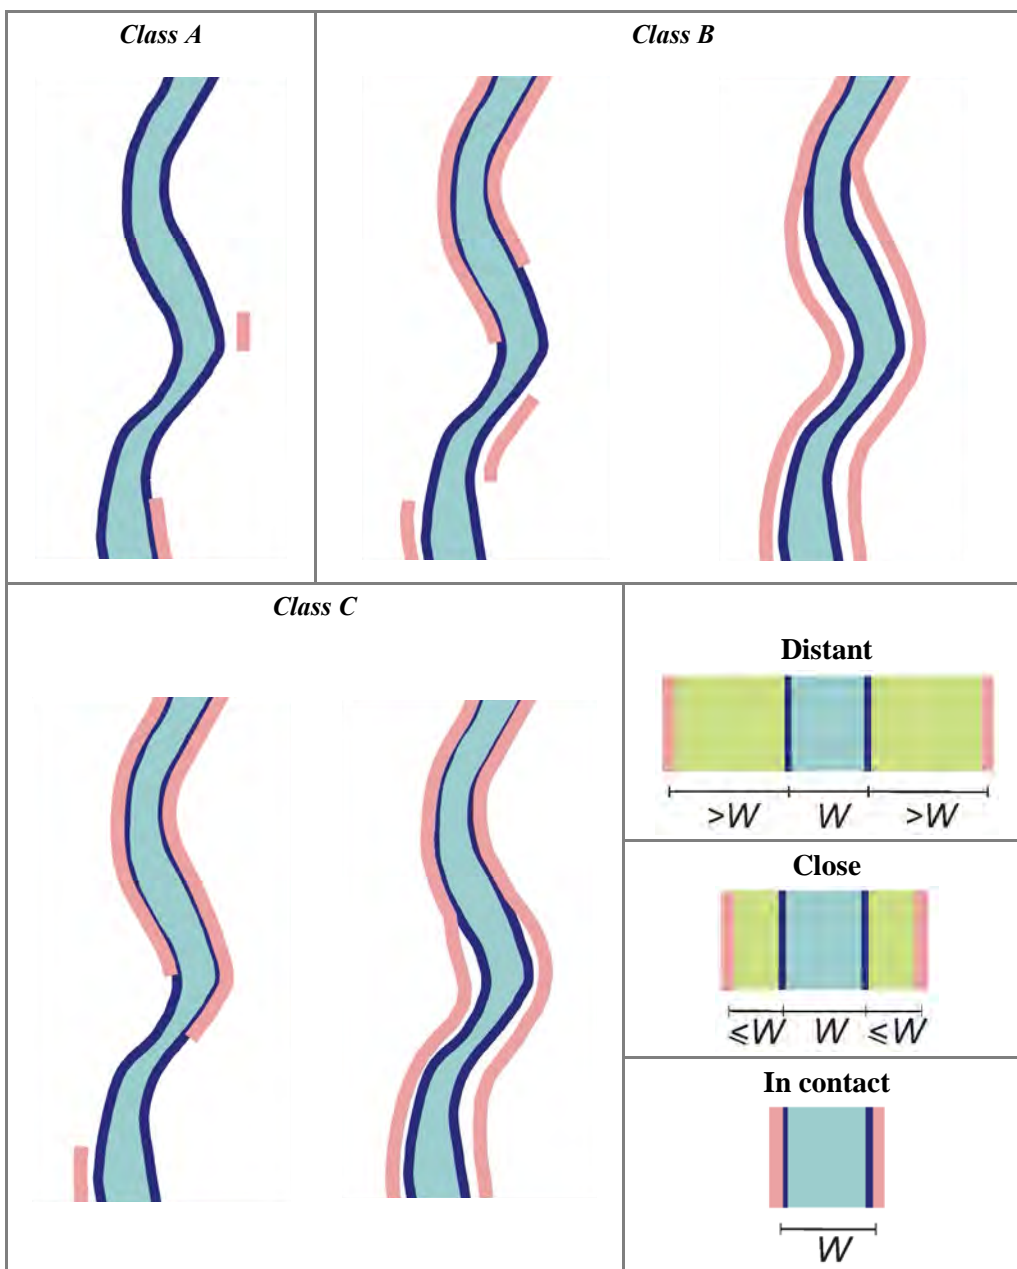 Class A
Class B
Class C
Distant
>W W >W
Close
≤W W ≤W
In contact
W